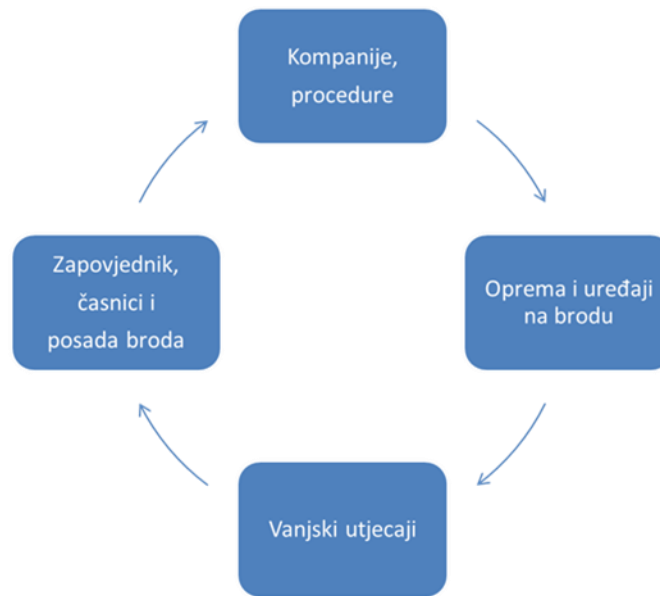 Kompanije,
procedure
Oprema i uređaji
na brodu
Vanjski utjecaji
Zapovjednik,
časnici i
posada broda